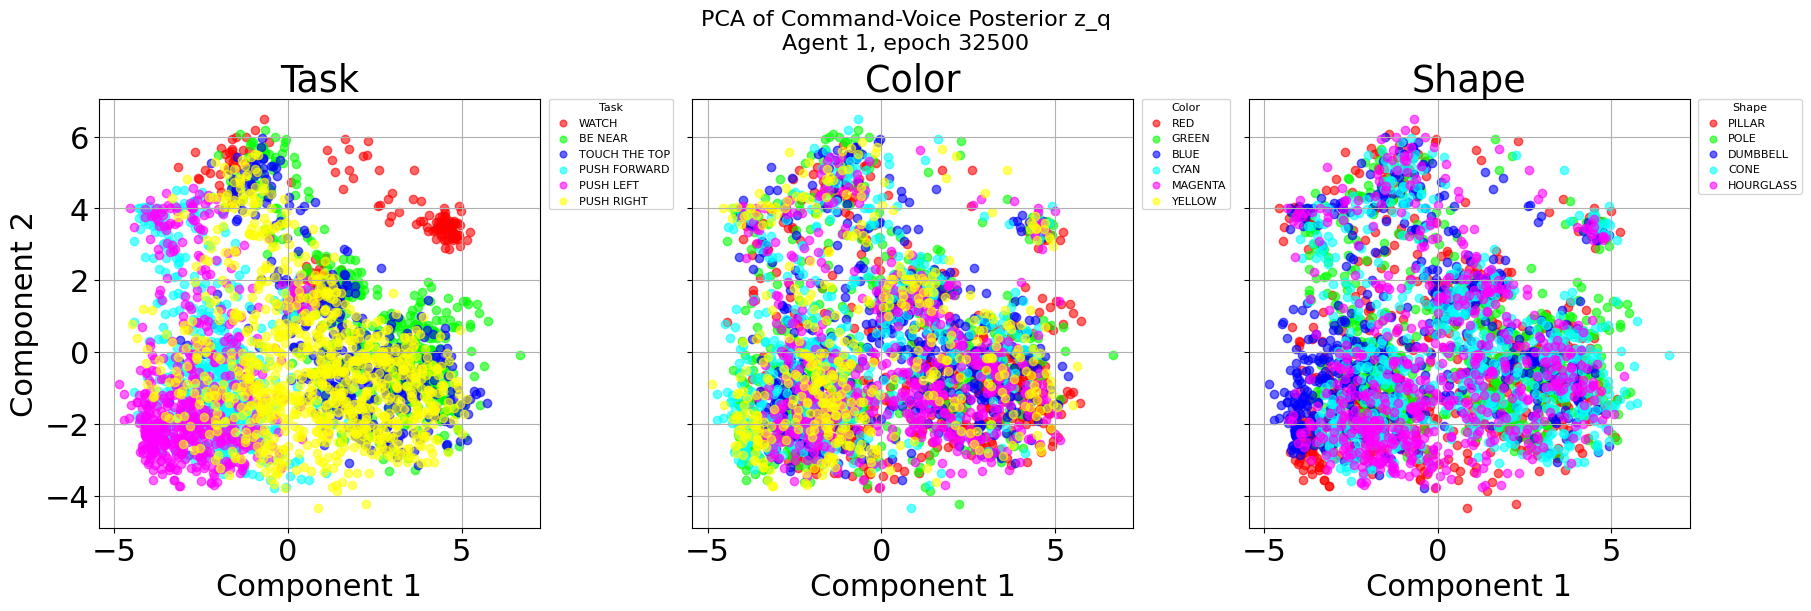 PCA of Command-Voice Posterior z_q
Agent 1, epoch 32500
Task
Color
Shape
Task
WATCH
BE NEAR
TOUCH THE TOP
PUSH FORWARD
PUSH LEFT
PUSH RIGHT
Color
RED
GREEN
BLUE
CYAN
MAGENTA
YELLOW
Shape
PILLAR
POLE
DUMBBELL
CONE
HOURGLASS
Component 2
6
4
2
0
−2
−4
−5 0 5
−5 0 5
−5 0 5
Component 1
Component 1
Component 1